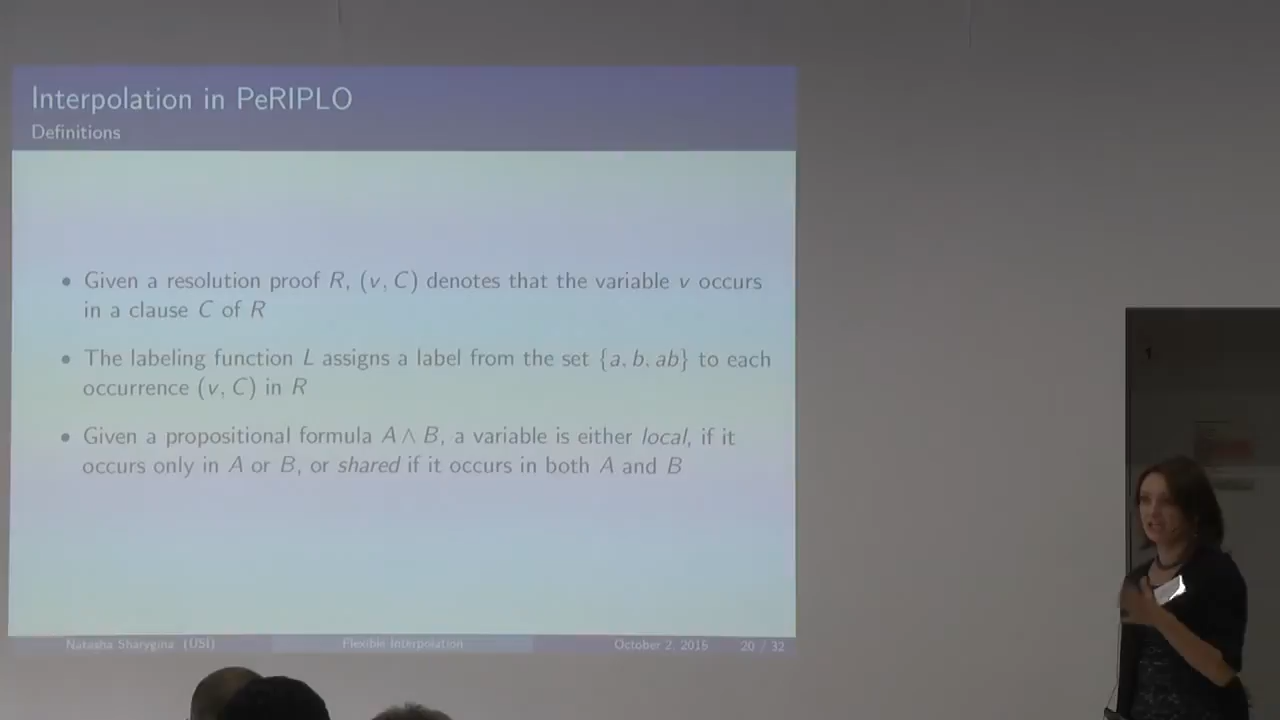 Interpolation in PeRIPLO
Definitions
• Given a resolution proof R, (v, C) denotes that the variable v occurs
in a clause C of R
• The labeling function L assigns a label from the set {a, b, ab} to each
occurrence (v, C) in R
• Given a propositional formula A ∧ B, a variable is either local, if it
occurs only in A or B, or shared if it occurs in both A and B
Natasha Sharygina (USI) Flexible Interpolation October 2, 2015 20 / 32